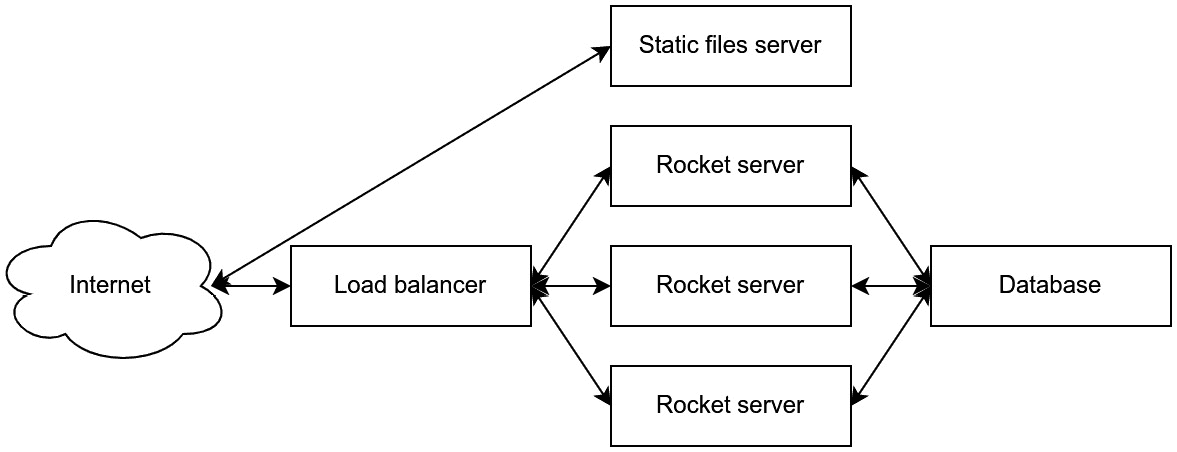 Static files server
Rocket server
Internet
Load balancer
Rocket server
Database
Rocket server